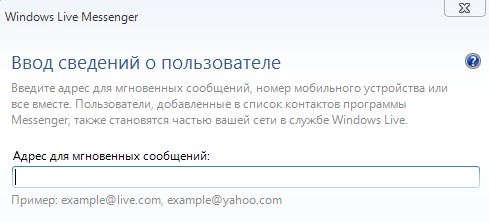 Windows Live Messenger
Ввод сведений о пользователе
Введите адрес для мгновенных сообщений, номер мобильного устройства или
все вместе. Пользователи, добавленные в список контактов программы
Messenger, также становятся частью вашей сети в службе Windows Live.
Адрес для мгновенных сообщений:
Пример: example@live.com, example@yahoo.com